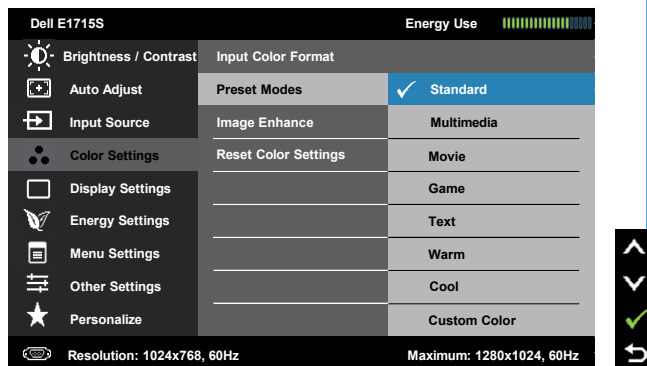 Dell E1715S Energy Use
Brightness / Contrast Input Color Format
Auto Adjust Preset Modes Standard
Input Source Image Enhance Multimedia
Color Settings Reset Color Settings Movie
Display Settings Game
Energy Settings Text
Menu Settings Warm
Other Settings Cool
Personalize Custom Color
Resolution: 1024x768, 60Hz Maximum: 1280x1024, 60Hz